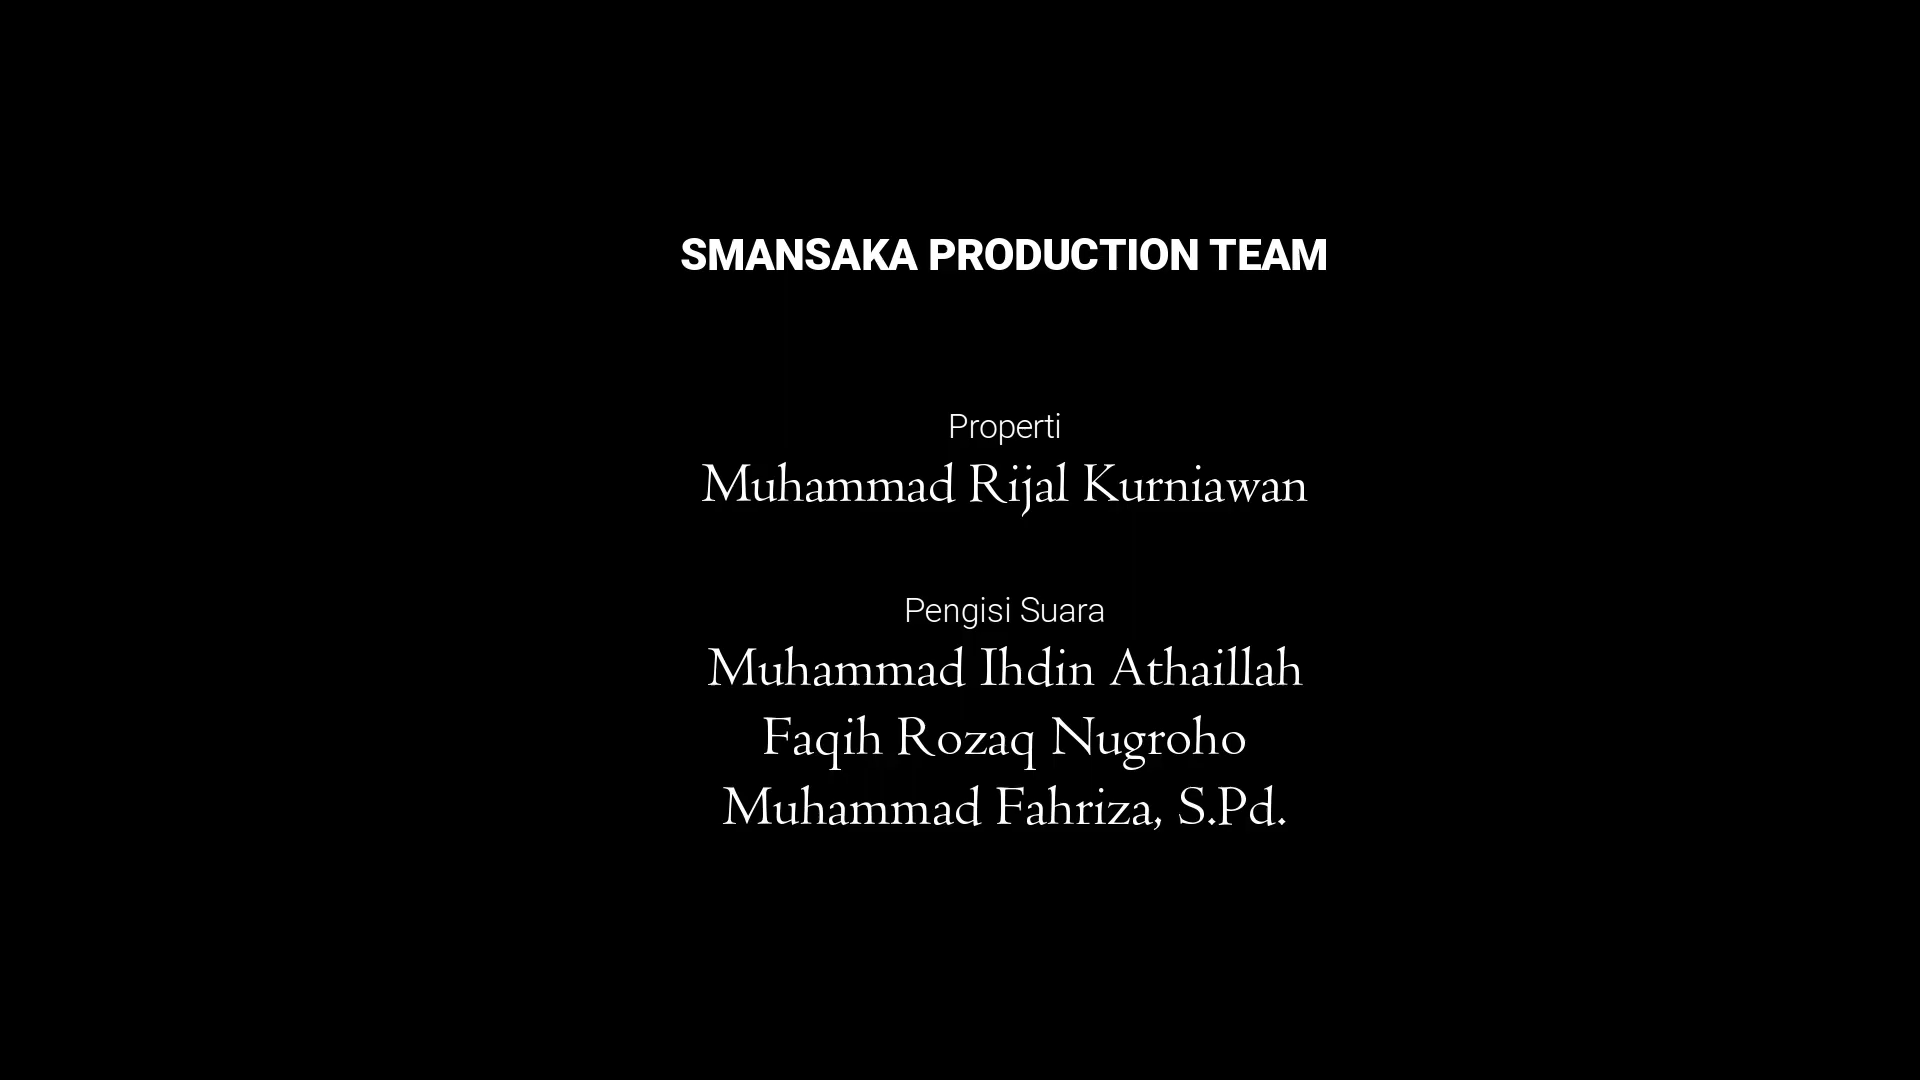 SMANSAKA PRODUCTION TEAM
Properti
Muhammad Rijal Kurniawan
Pengisi Suara
Muhammad Ihdin Athaillah
Faqih Rozaq Nugroho
Muhammad Fahriza, S.Pd.